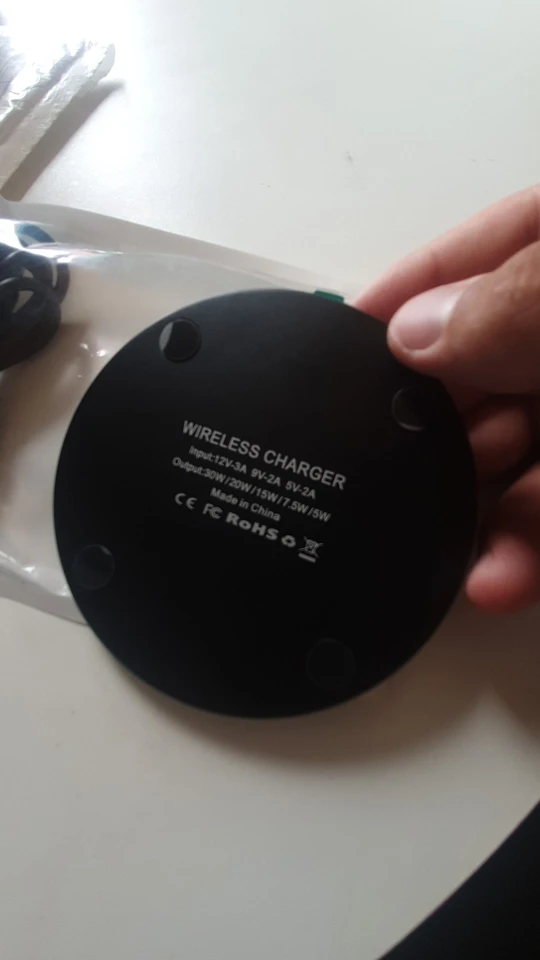 WIRELESS CHARGER
Input:12V-3A 9V-2A 5V-2A
Output:30W/20W/15W/7.5W/5W
Made in China
CE FC RoHS